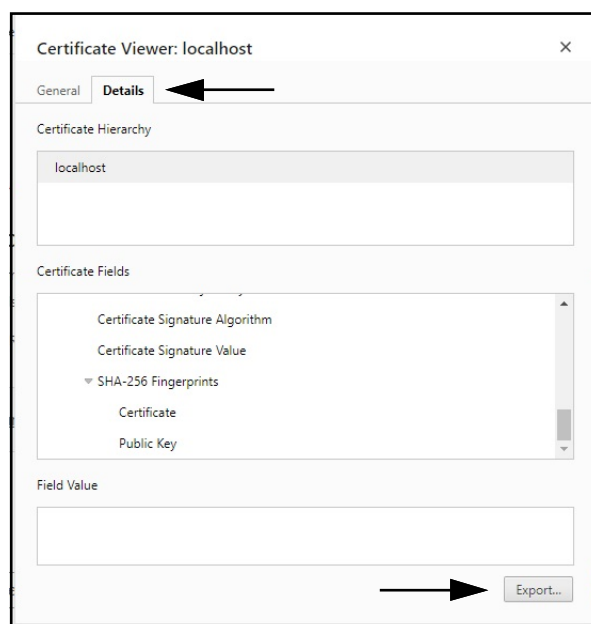 Certificate Viewer: localhost
General Details
Certificate Hierarchy
localhost
Certificate Fields
Certificate Signature Algorithm
Certificate Signature Value
SHA-256 Fingerprints
Certificate
Public Key
Field Value
Export...